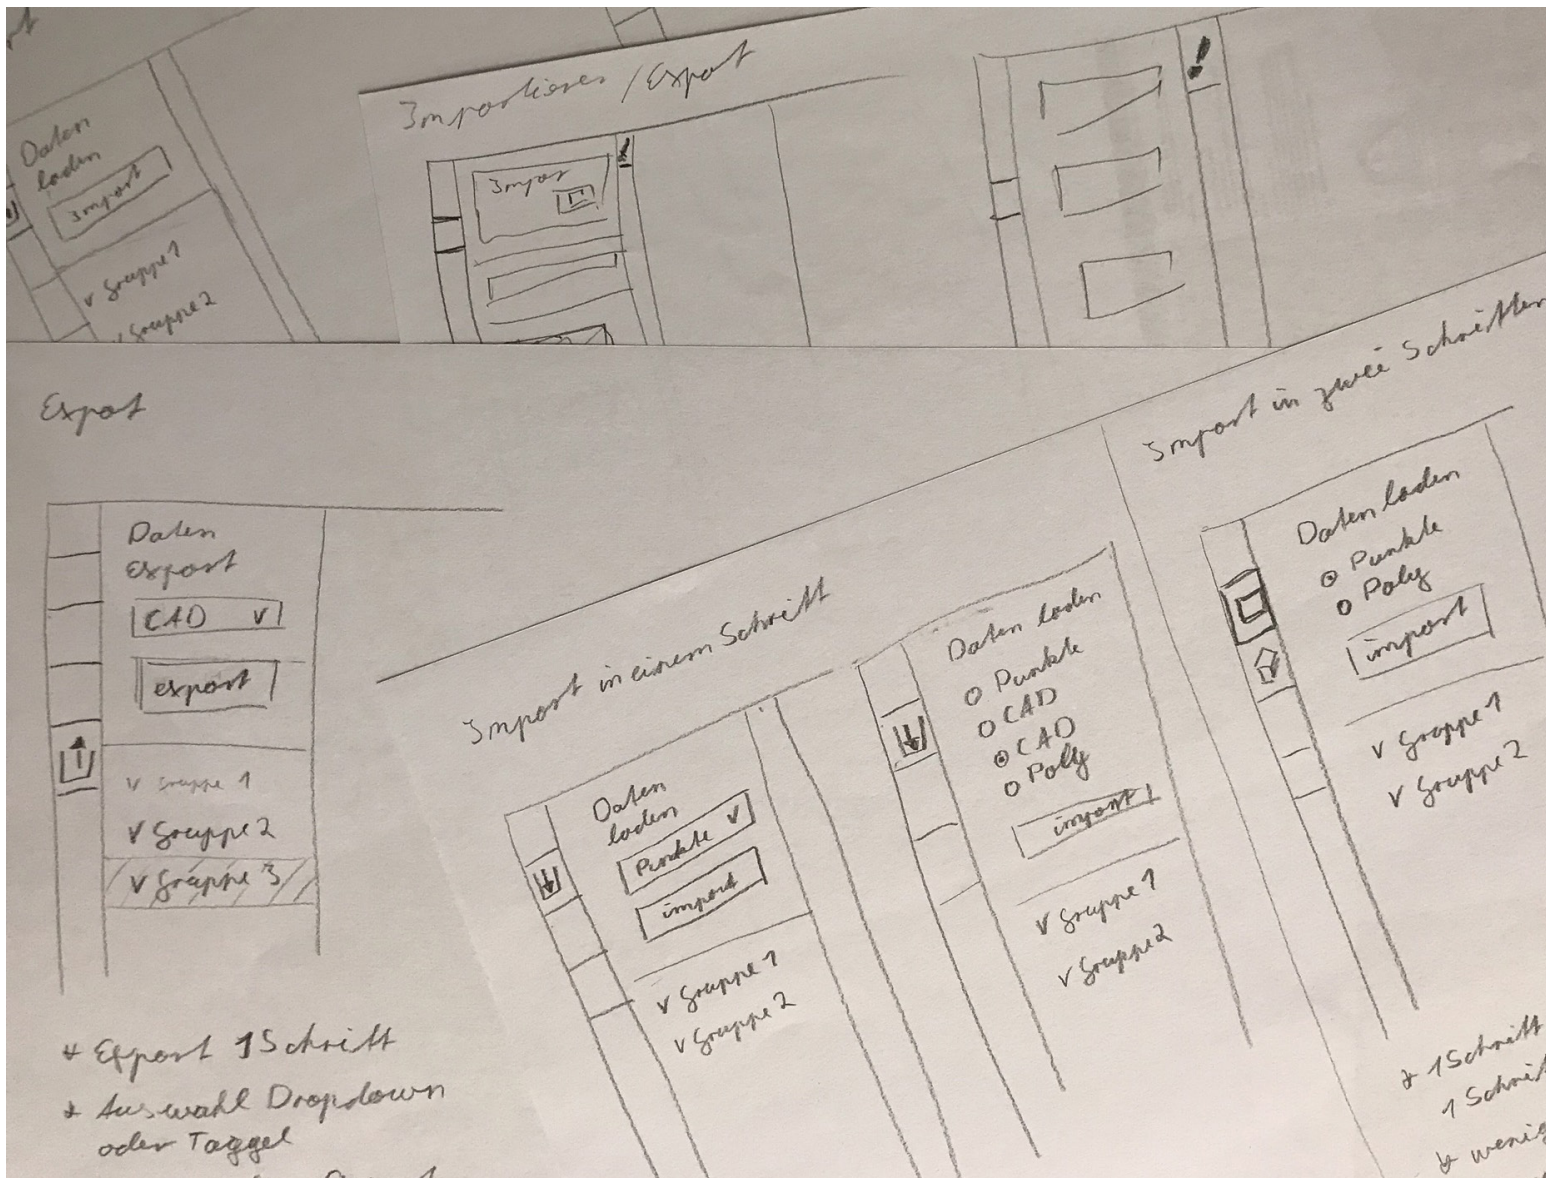 Daten
laden
Import
v Gruppe 1
v Gruppe 2
Importieren / Export
Impor
!
Export
Daten
export
CAD v
export
v Gruppe 1
v Gruppe 2
v Gruppe 3
* Export 1 Schritt
* Auswahl Dropdown
oder Taggel
Import in einem Schritt
Daten
laden
Punkte v
import
v Gruppe 1
v Gruppe 2
Daten laden
Punkte
CAD
CAD
Poly
import
v Gruppe 1
v Gruppe 2
Import in zwei Schritten
Daten laden
Punkte
Poly
import
v Gruppe 1
v Gruppe 2
* 1 Schritt
1 Schri
* wenig